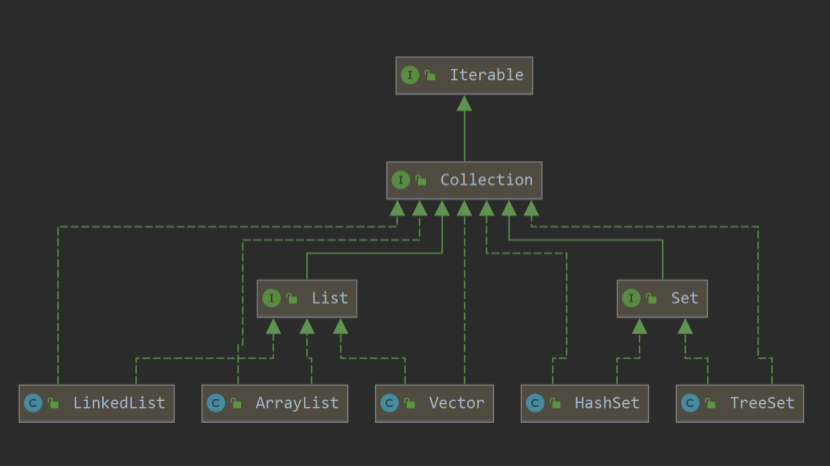 I Iterable
I Collection
I List
I Set
C LinkedList
C ArrayList
C Vector
C HashSet
C TreeSet